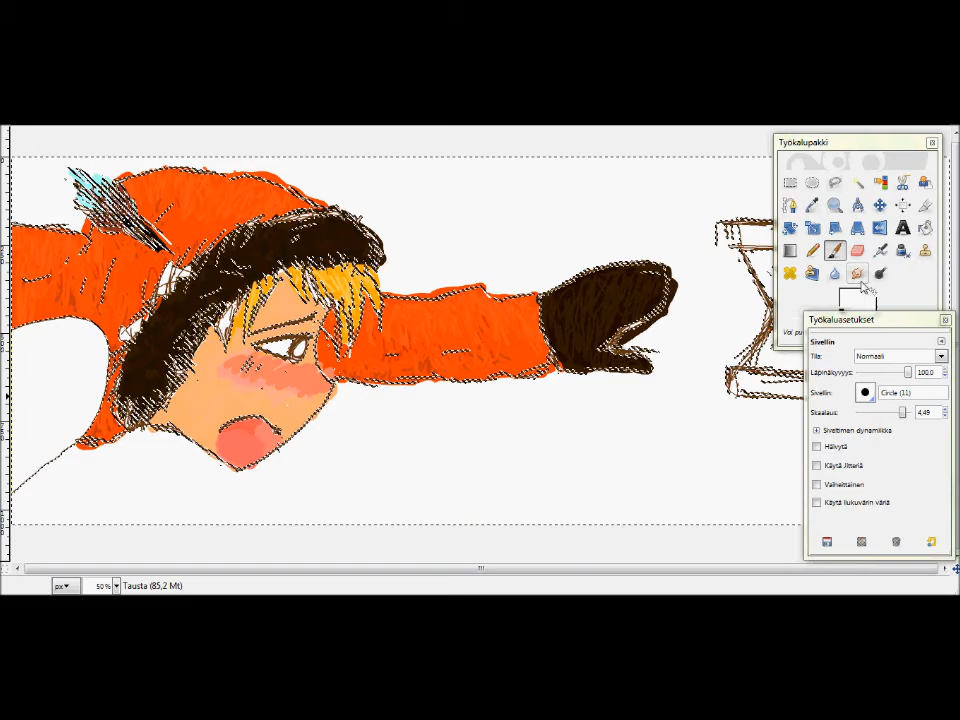 Työkalupakki
Työkaluasetukset
Sivellin
Tila: Normaali
Läpinäkyvyys: 100,0
Sivellin: Circle (11)
Skaalaus: 4,49
Siveltimen dynamiikka
Häivytä
Käytä Jitteriä
Vaiheittainen
Käytä liukuvärin väriä
px 50% Tausta (85,2 Mt)